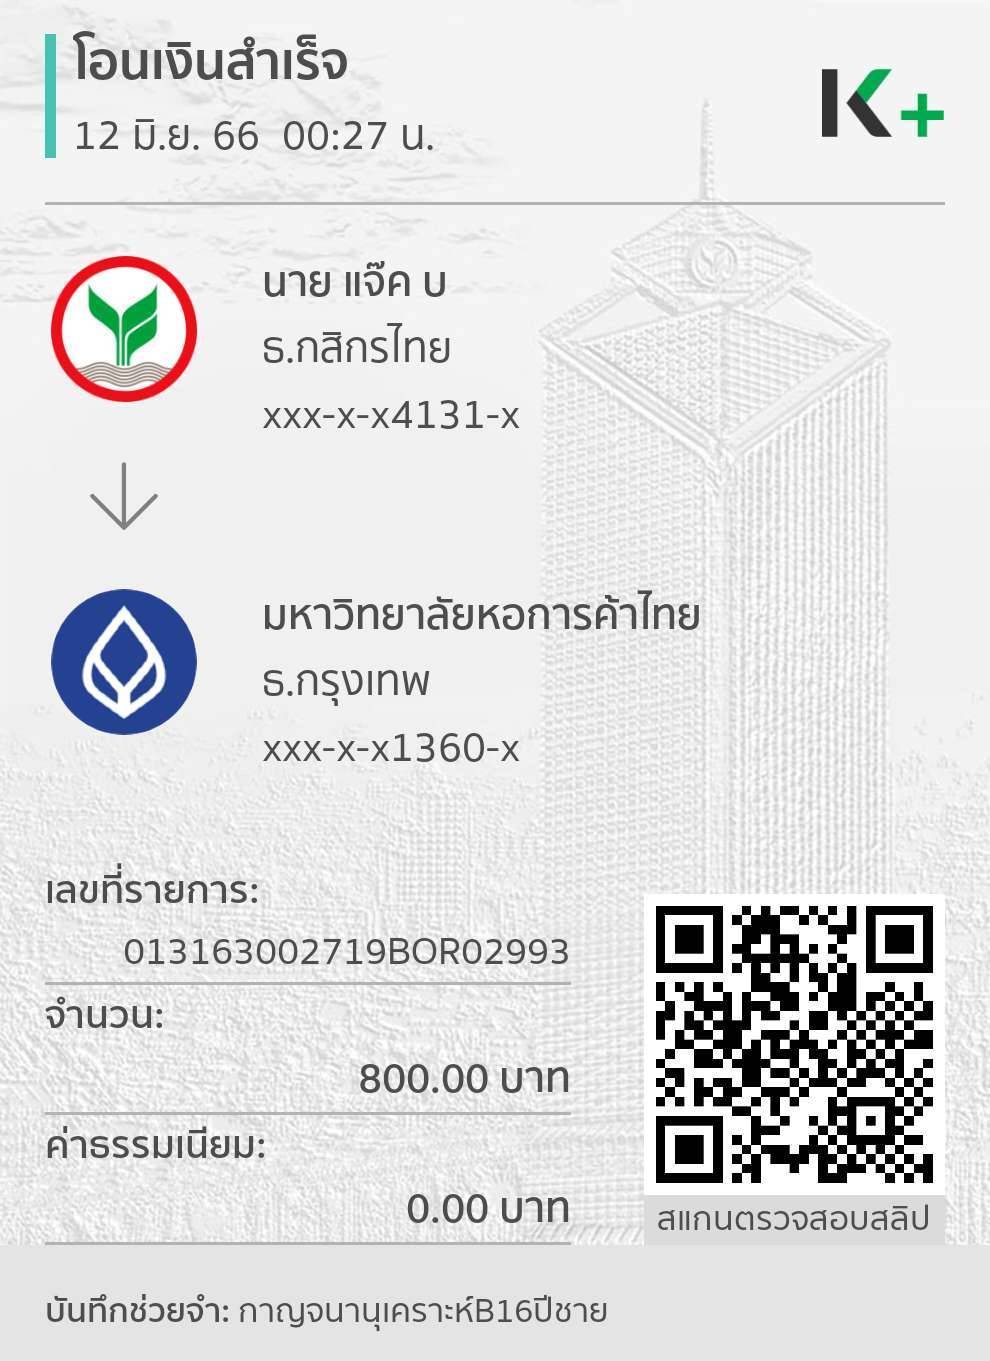 โอนเงินสำเร็จ
12 มิ.ย. 66 00:27 น.
K+
นาย แจ๊ค บ
ธ.กสิกรไทย
xxx-x-x4131-x
มหาวิทยาลัยหอการค้าไทย
ธ.กรุงเทพ
xxx-x-x1360-x
เลขที่รายการ:
013163002719BOR02993
จำนวน:
800.00 บาท
ค่าธรรมเนียม:
0.00 บาท
สแกนตรวจสอบสลิป
บันทึกช่วยจำ: กาญจนานุเคราะห์B16ปีชาย